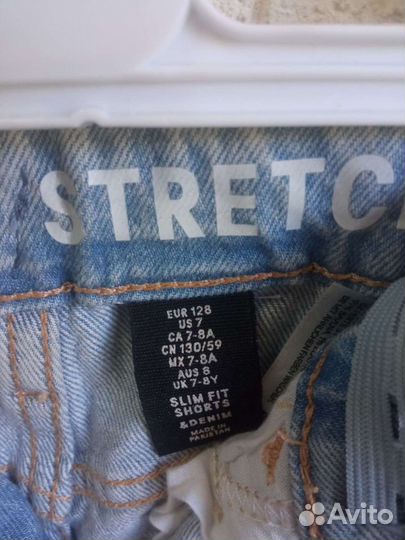 STRETC
EUR 128
US 7
CA 7-8A
CN 130/59
MX 7-8A
AUS 8
UK 7-8Y
SLIM FIT
SHORTS
&DENIM
MADE IN
PAKISTAN
Avito